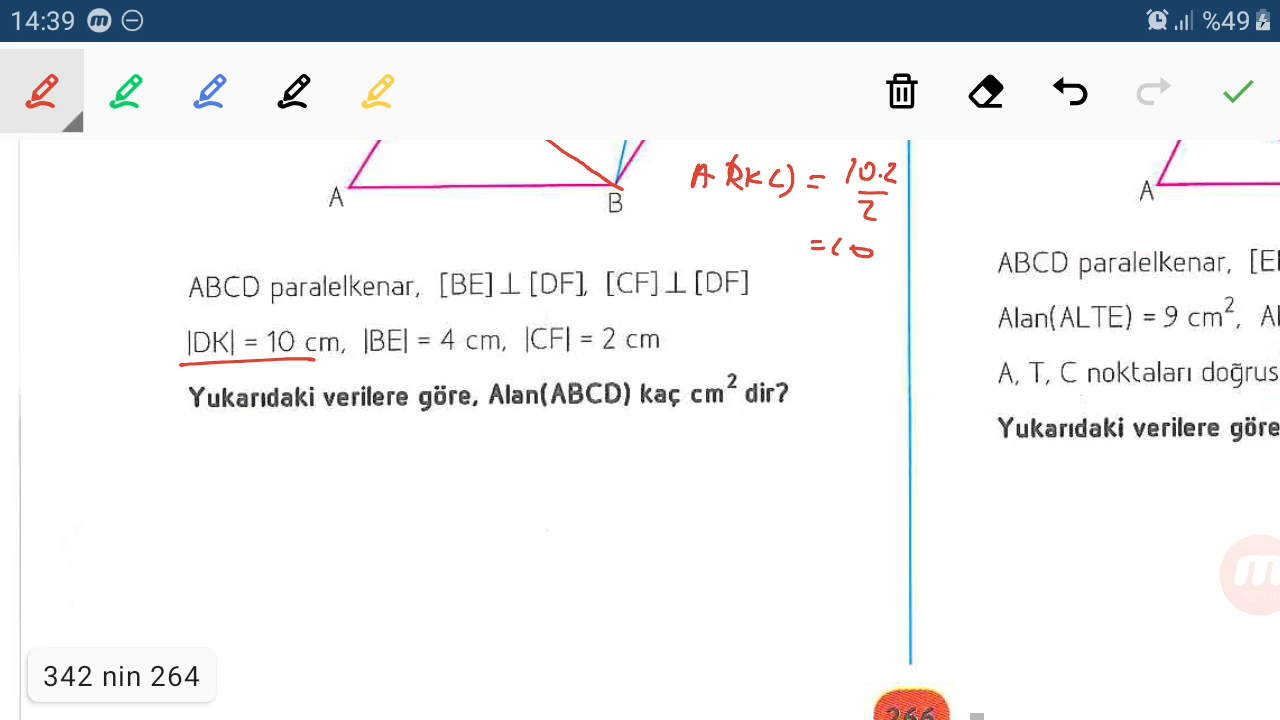 14:39 %49
A(DKC) = 10.2
2
=10
A
B
ABCD paralelkenar, [BE] ⊥ [DF], [CF] ⊥ [DF]
|DK| = 10 cm, |BE| = 4 cm, |CF| = 2 cm
Yukarıdaki verilere göre, Alan(ABCD) kaç cm² dir?
342 nin 264
A
ABCD paralelkenar, [E
Alan(ALTE) = 9 cm²,
A, T, C noktaları doğrus
Yukarıdaki verilere göre
266